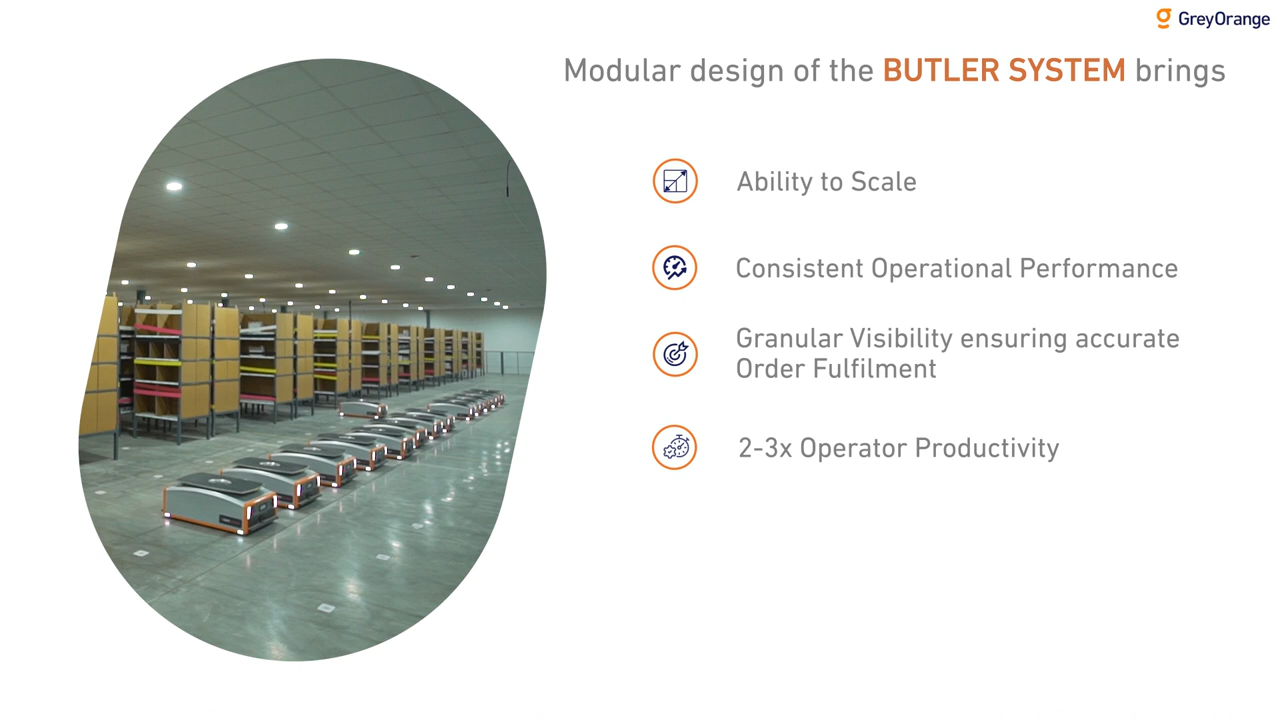 GreyOrange
Modular design of the BUTLER SYSTEM brings
Ability to Scale
Consistent Operational Performance
Granular Visibility ensuring accurate
Order Fulfilment
2-3x Operator Productivity